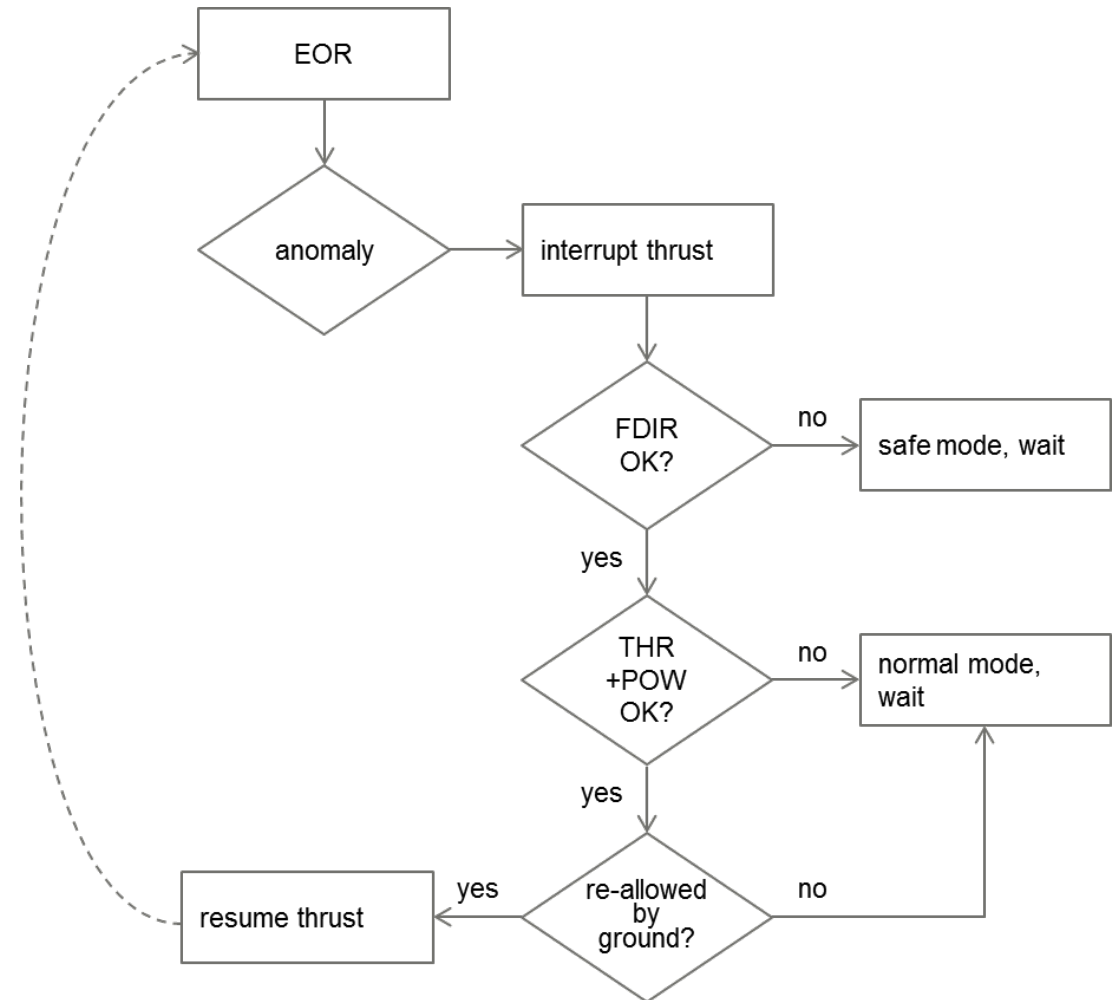 EOR
anomaly
interrupt thrust
FDIR
OK?
no
safe mode, wait
yes
THR
+POW
OK?
no
normal mode,
wait
yes
re-allowed
by
ground?
yes
no
resume thrust